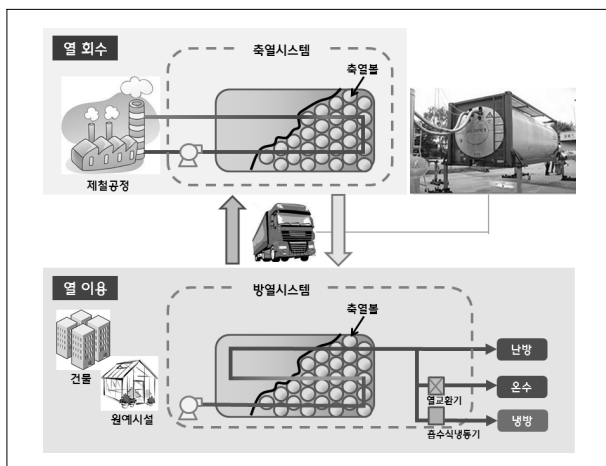 열 회수
축열시스템
축열볼
제철공정
열 이용
방열시스템
축열볼
건물
원예시설
난방
온수
열교환기
냉방
흡수식냉동기